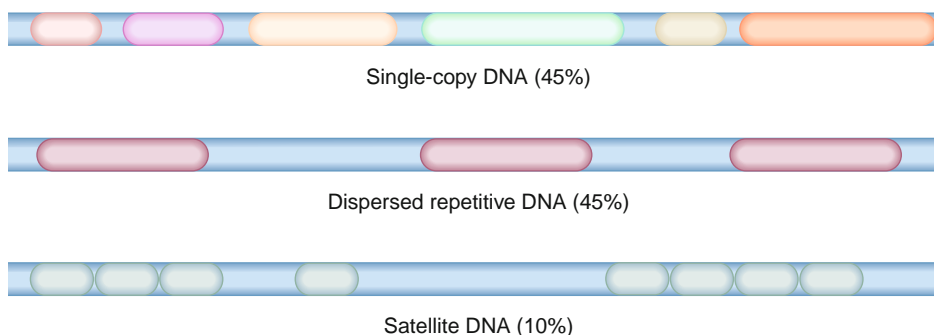 Single-copy DNA (45%)
Dispersed repetitive DNA (45%)
Satellite DNA (10%)